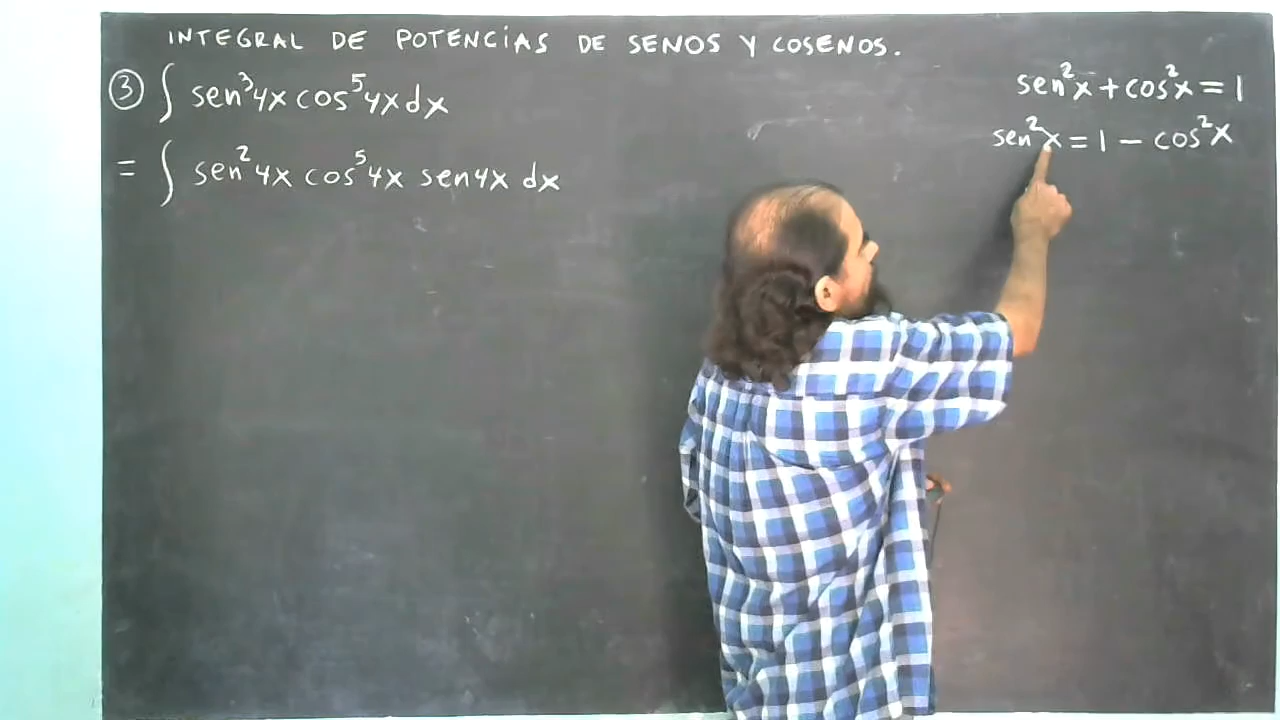 INTEGRAL DE POTENCIAS DE SENOS Y COSENOS.
③ ∫ sen³4x cos⁵4x dx
= ∫ sen²4x cos⁵4x sen4x dx
sen²x + cos²x = 1
sen²x = 1 − cos²x